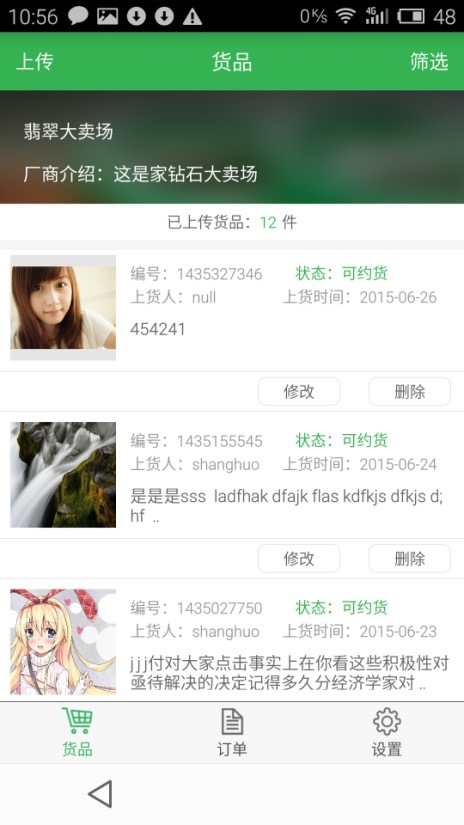 10:56
0K/s
4G
48
上传
货品
筛选
翡翠大卖场
厂商介绍：这是家钻石大卖场
已上传货品：12 件
编号：1435327346 状态：可约货
上货人：null 上货时间：2015-06-26
454241
修改 删除
编号：1435155545 状态：可约货
上货人：shanghuo 上货时间：2015-06-24
是是是sss ladfhak dfajk flas kdfkjs dfkjs d;
hf ..
修改 删除
编号：1435027750 状态：可约货
上货人：shanghuo 上货时间：2015-06-23
jjj付对大家点击事实上在你看这些积极性对
亟待解决的决定记得多久分经济学家对 ..
货品
订单
设置